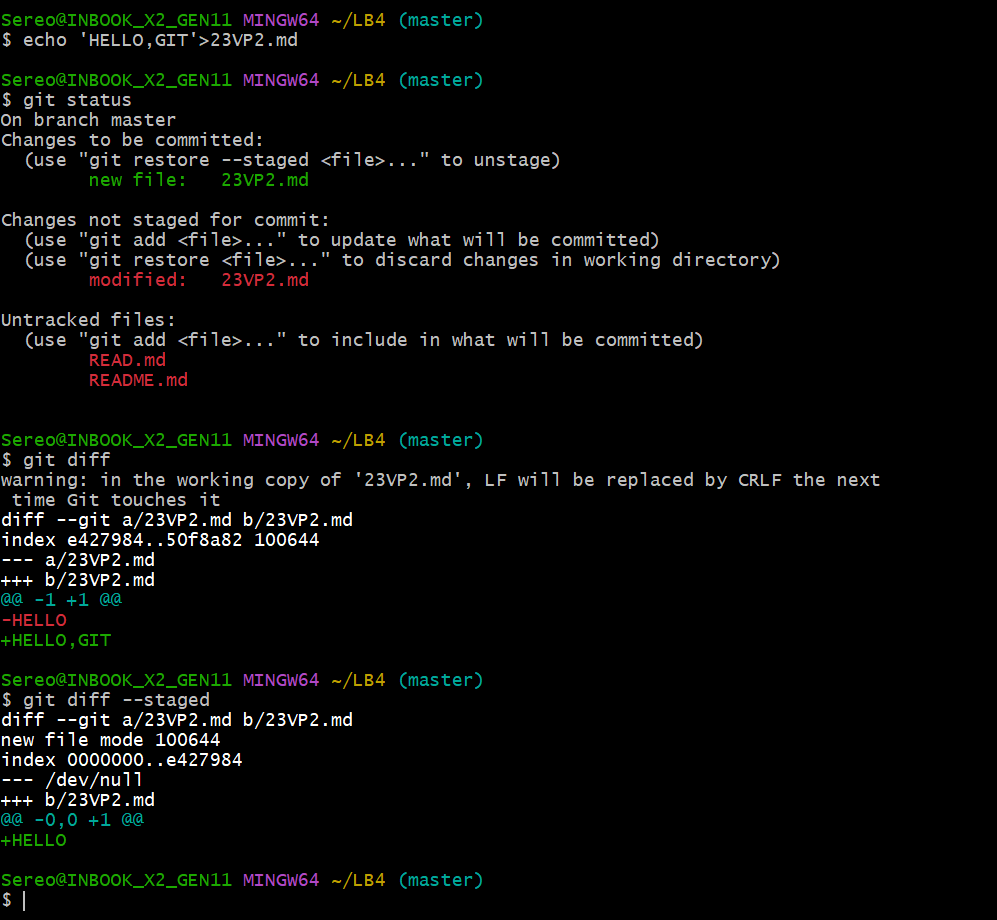 Sereo@INBOOK_X2_GEN11 MINGW64 ~/LB4 (master)
$ echo 'HELLO,GIT'>23VP2.md
Sereo@INBOOK_X2_GEN11 MINGW64 ~/LB4 (master)
$ git status
On branch master
Changes to be committed:
  (use "git restore --staged <file>..." to unstage)
        new file:   23VP2.md
Changes not staged for commit:
  (use "git add <file>..." to update what will be committed)
  (use "git restore <file>..." to discard changes in working directory)
        modified:   23VP2.md
Untracked files:
  (use "git add <file>..." to include in what will be committed)
        READ.md
        README.md
Sereo@INBOOK_X2_GEN11 MINGW64 ~/LB4 (master)
$ git diff
warning: in the working copy of '23VP2.md', LF will be replaced by CRLF the next
 time Git touches it
diff --git a/23VP2.md b/23VP2.md
index e427984..50f8a82 100644
--- a/23VP2.md
+++ b/23VP2.md
@@ -1 +1 @@
-HELLO
+HELLO,GIT
Sereo@INBOOK_X2_GEN11 MINGW64 ~/LB4 (master)
$ git diff --staged
diff --git a/23VP2.md b/23VP2.md
new file mode 100644
index 0000000..e427984
--- /dev/null
+++ b/23VP2.md
@@ -0,0 +1 @@
+HELLO
Sereo@INBOOK_X2_GEN11 MINGW64 ~/LB4 (master)
$